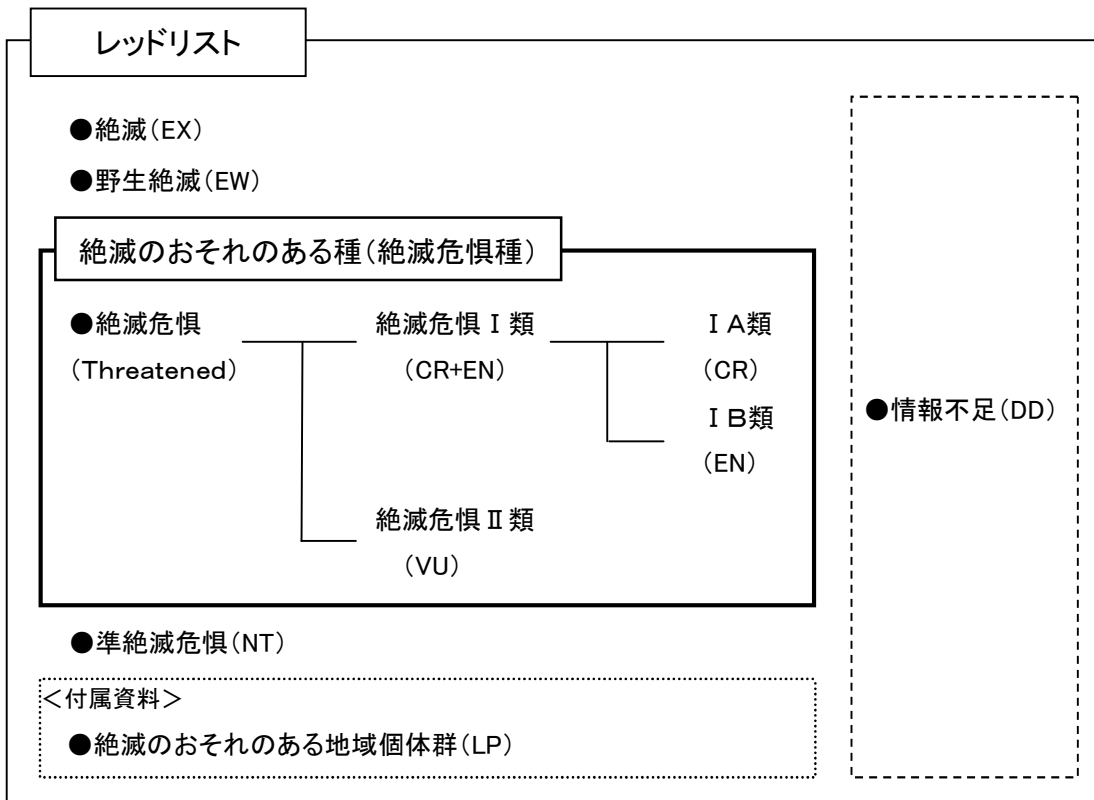 レッドリスト
●絶滅(EX)
●野生絶滅(EW)
絶滅のおそれのある種(絶滅危惧種)
●絶滅危惧
(Threatened)
絶滅危惧Ⅰ類
(CR+EN)
ⅠA類
(CR)
ⅠB類
(EN)
絶滅危惧Ⅱ類
(VU)
●準絶滅危惧(NT)
<付属資料>
●絶滅のおそれのある地域個体群(LP)
●情報不足(DD)